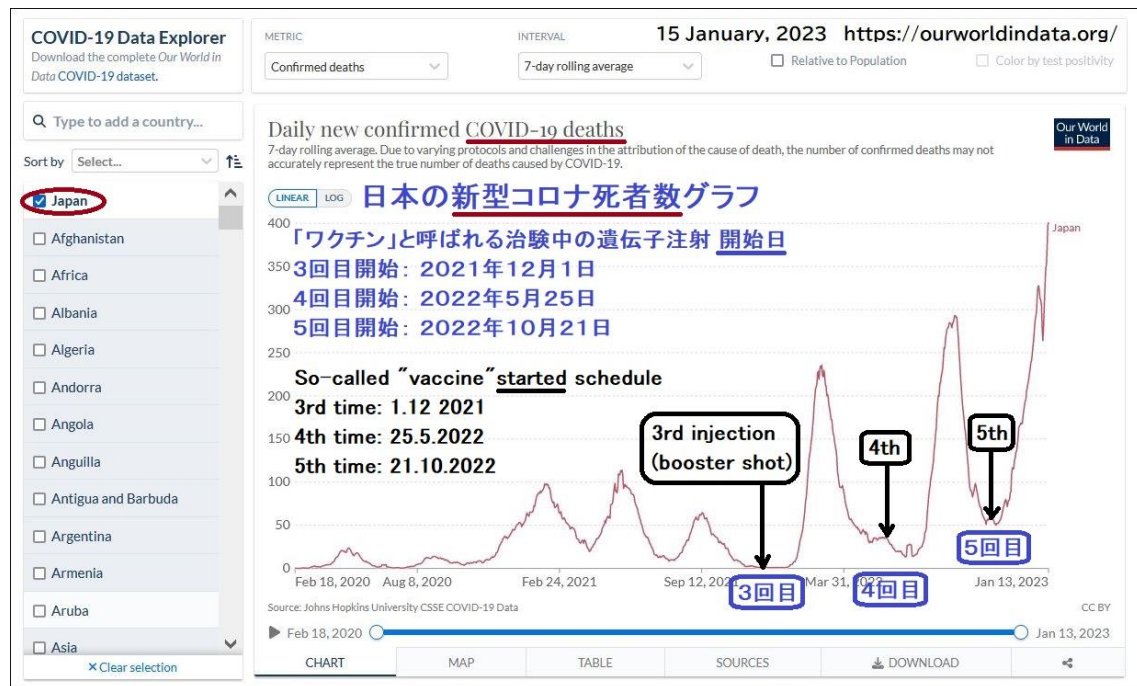 COVID-19 Data Explorer
Download the complete Our World in
Data COVID-19 dataset.
METRIC
Confirmed deaths
INTERVAL
7-day rolling average
15 January, 2023 https://ourworldindata.org/
Relative to Population
Color by test positivity
Type to add a country...
Sort by Select...
Japan
Afghanistan
Africa
Albania
Algeria
Andorra
Angola
Anguilla
Antigua and Barbuda
Argentina
Armenia
Aruba
Asia
× Clear selection
Daily new confirmed COVID-19 deaths
7-day rolling average. Due to varying protocols and challenges in the attribution of the cause of death, the number of confirmed deaths may not
accurately represent the true number of deaths caused by COVID-19.
Our World
in Data
LINEAR LOG
日本の新型コロナ死者数グラフ
「ワクチン」と呼ばれる治験中の遺伝子注射 開始日
3回目開始: 2021年12月1日
4回目開始: 2022年5月25日
5回目開始: 2022年10月21日
So-called "vaccine" started schedule
3rd time: 1.12 2021
4th time: 25.5.2022
5th time: 21.10.2022
3rd injection
(booster shot)
4th
5th
Japan
400
350
300
250
200
150
100
50
0
Feb 18, 2020
Aug 8, 2020
Feb 24, 2021
Sep 12, 2021
Mar 31, 2022
Jan 13, 2023
3回目
4回目
5回目
Source: Johns Hopkins University CSSE COVID-19 Data
CC BY
Feb 18, 2020
Jan 13, 2023
CHART
MAP
TABLE
SOURCES
DOWNLOAD